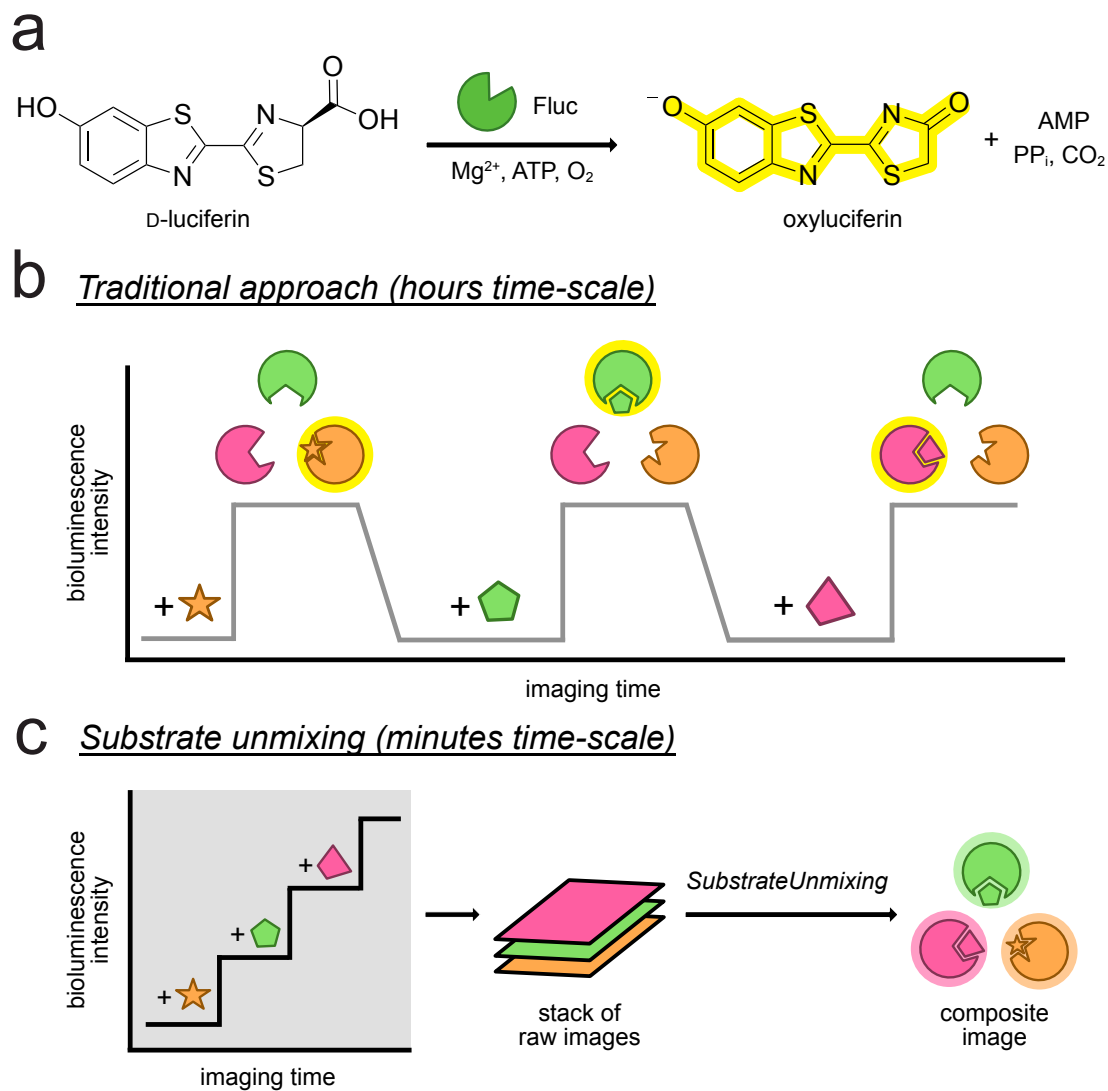 a
HO
S
N
N
S
O
OH
D-luciferin
Fluc
Mg²⁺, ATP, O₂
⁻O
S
N
N
S
O
oxyluciferin
+
AMP
PPᵢ, CO₂
b
Traditional approach (hours time-scale)
bioluminescence
intensity
+
+
+
imaging time
c
Substrate unmixing (minutes time-scale)
bioluminescence
intensity
+
+
+
imaging time
stack of
raw images
SubstrateUnmixing
composite
image